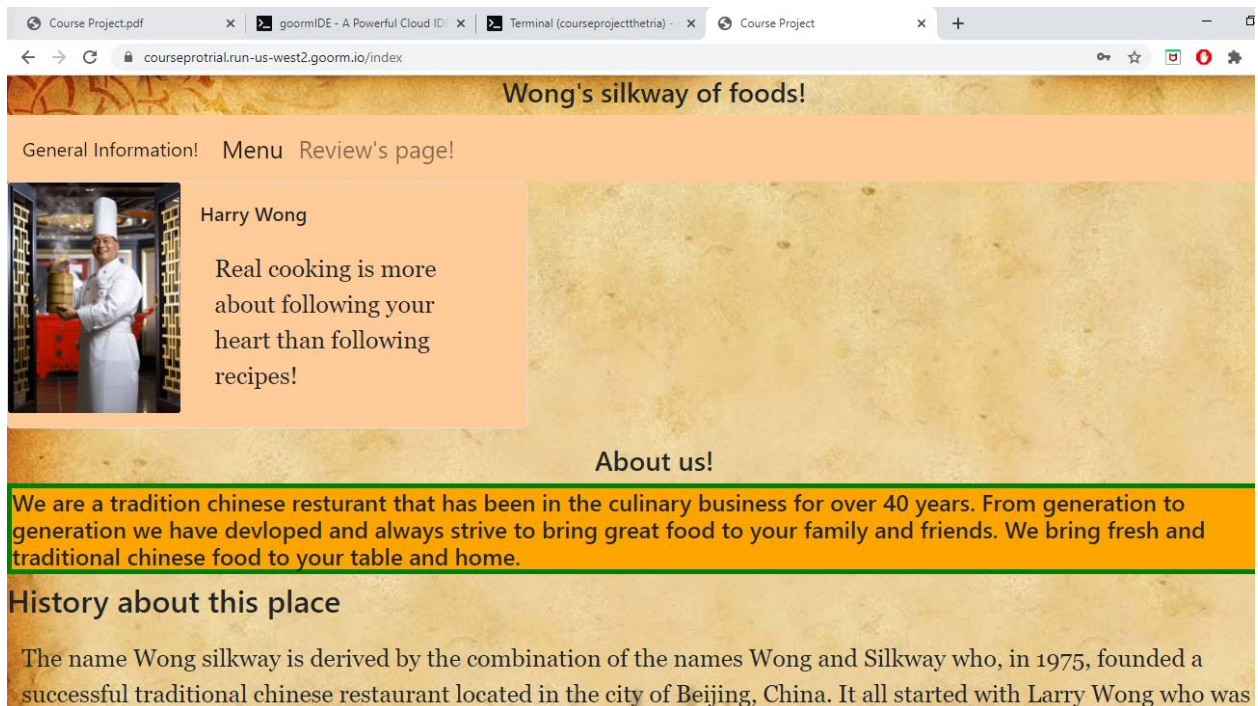 Course Project.pdf
goormIDE - A Powerful Cloud ID
Terminal (courseprojectthetria) -
Course Project
courseprotrial.run-us-west2.goorm.io/index
Wong's silkway of foods!
General Information! Menu Review's page!
Harry Wong
Real cooking is more
about following your
heart than following
recipes!
About us!
We are a tradition chinese resturant that has been in the culinary business for over 40 years. From generation to
generation we have devloped and always strive to bring great food to your family and friends. We bring fresh and
traditional chinese food to your table and home.
History about this place
The name Wong silkway is derived by the combination of the names Wong and Silkway who, in 1975, founded a
successful traditional chinese restaurant located in the city of Beijing, China. It all started with Larry Wong who was